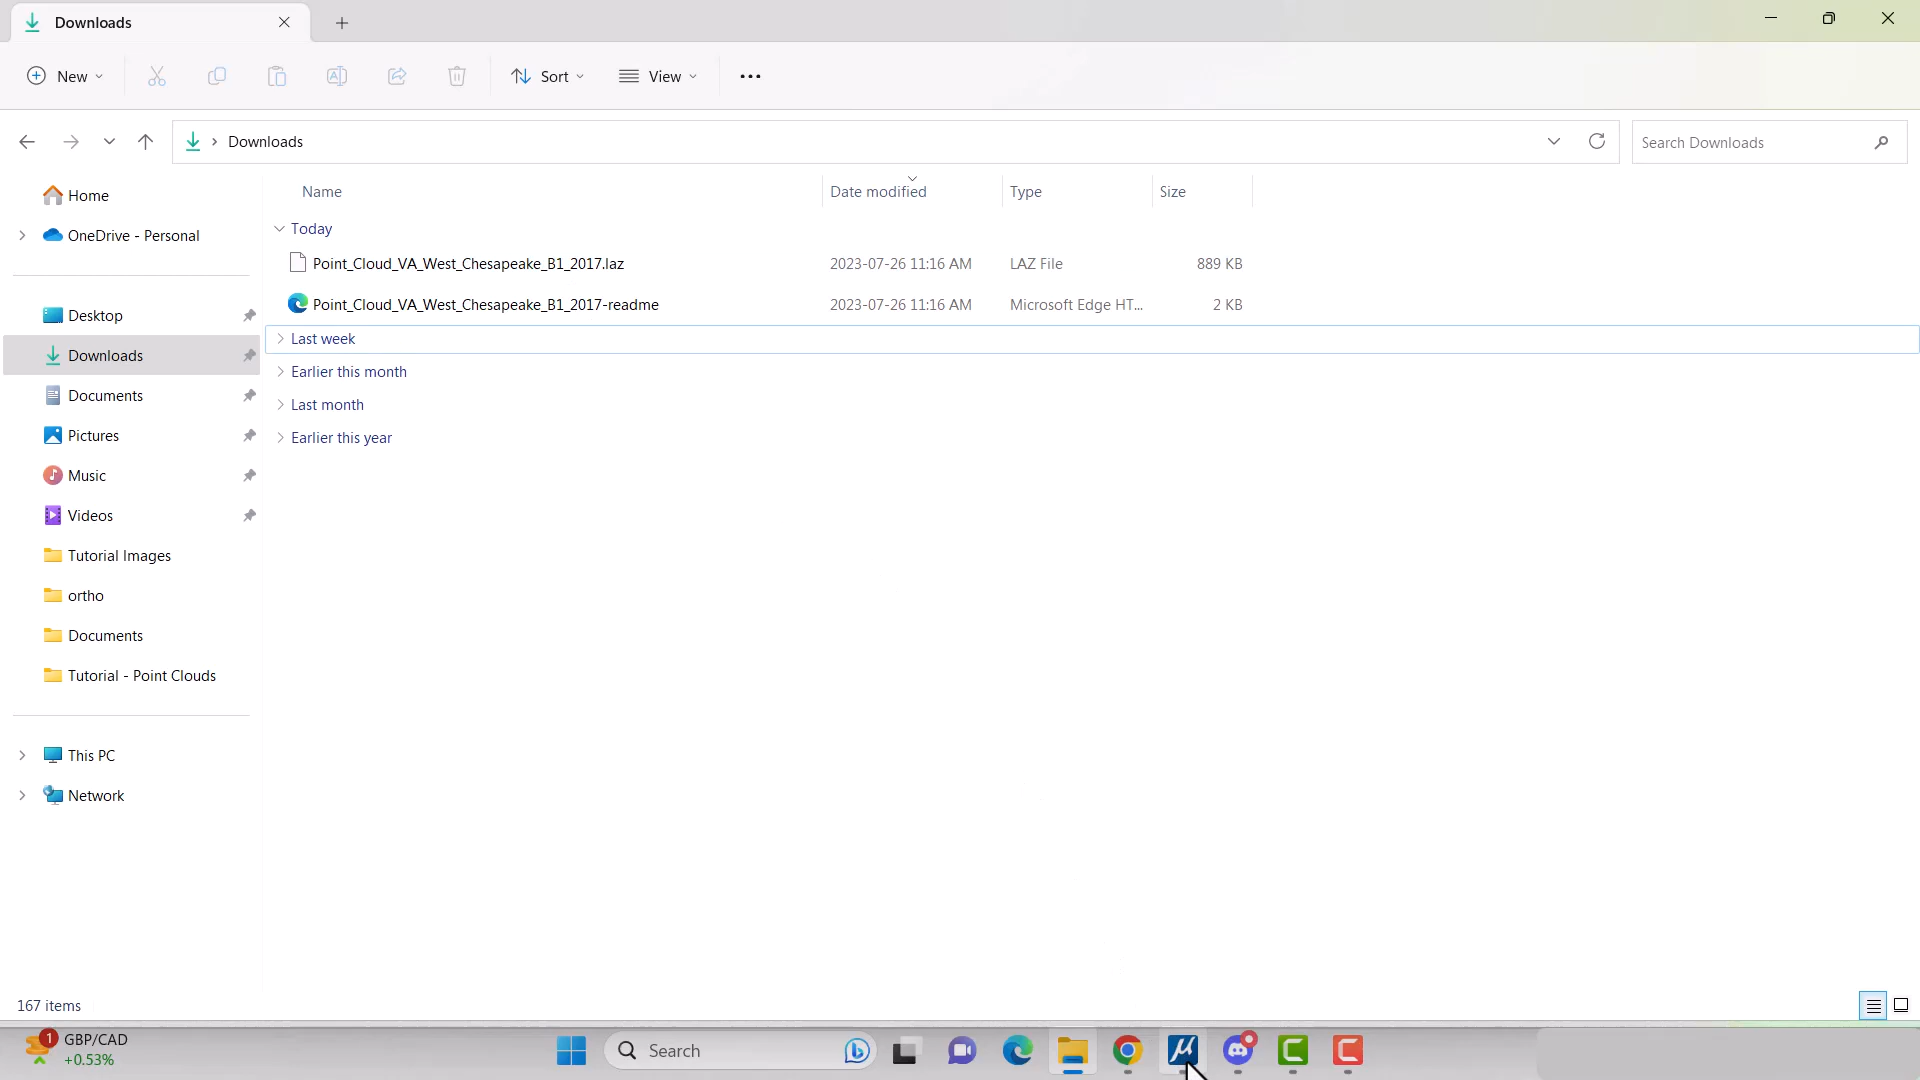 Downloads
New
Sort
View
Downloads
Search Downloads
Home
OneDrive - Personal
Desktop
Downloads
Documents
Pictures
Music
Videos
Tutorial Images
ortho
Documents
Tutorial - Point Clouds
This PC
Network
Name Date modified Type Size
Today
Point_Cloud_VA_West_Chesapeake_B1_2017.laz 2023-07-26 11:16 AM LAZ File 889 KB
Point_Cloud_VA_West_Chesapeake_B1_2017-readme 2023-07-26 11:16 AM Microsoft Edge HT... 2 KB
Last week
Earlier this month
Last month
Earlier this year
167 items
1 GBP/CAD
+0.53%
Search